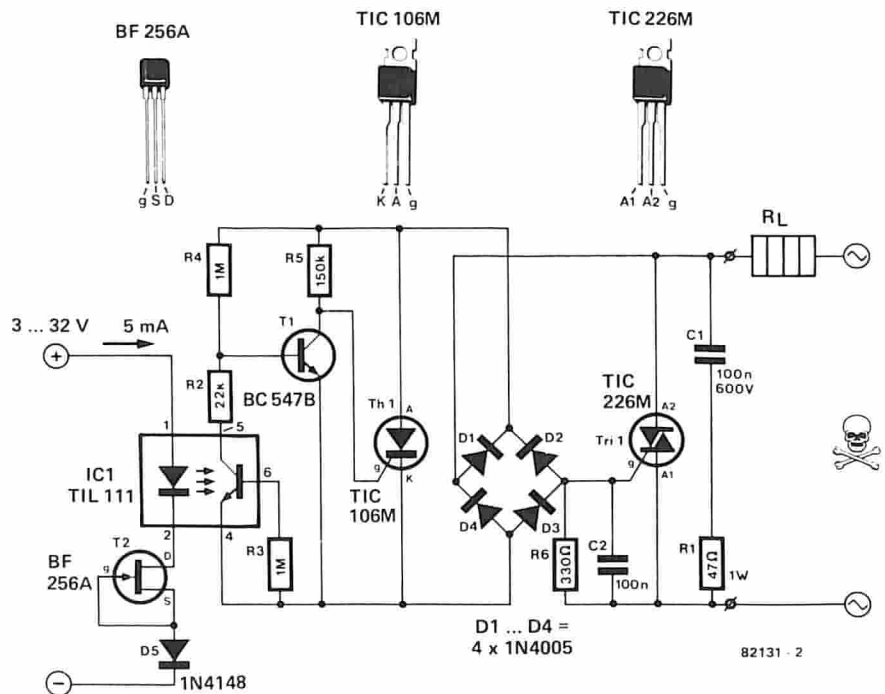 BF 256A
TIC 106M
TIC 226M
g S D
K A g
A1 A2 g
RL
R4
1M
R5
150k
3 ... 32 V
5 mA
T1
C1
100n
600V
R2
2.2k
BC 547B
TIC
226M
A2
Tri 1
g
A1
Th 1
A
g
K
TIC
106M
1
5
IC1
TIL 111
6
2
4
D1
D2
D4
D3
R3
1M
R6
330Ω
C2
100n
R1
47Ω
1W
T2
BF
256A
D
g
S
D5
1N4148
D1 ... D4 =
4 x 1N4005
82131 - 2